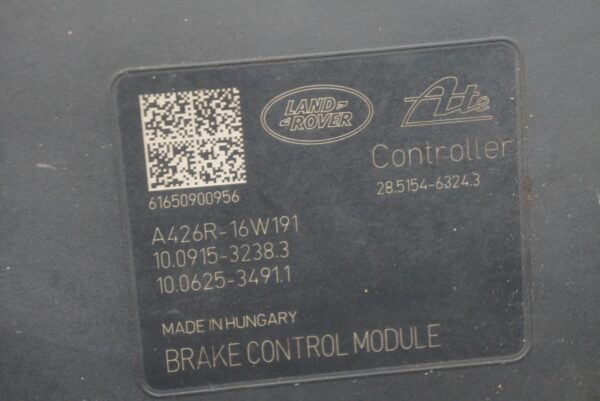 LAND
ROVER
Ate
Controller
28.5154-6324.3
61650900956
A426R-16W191
10.0915-3238.3
10.0625-3491.1
MADE IN HUNGARY
BRAKE CONTROL MODULE